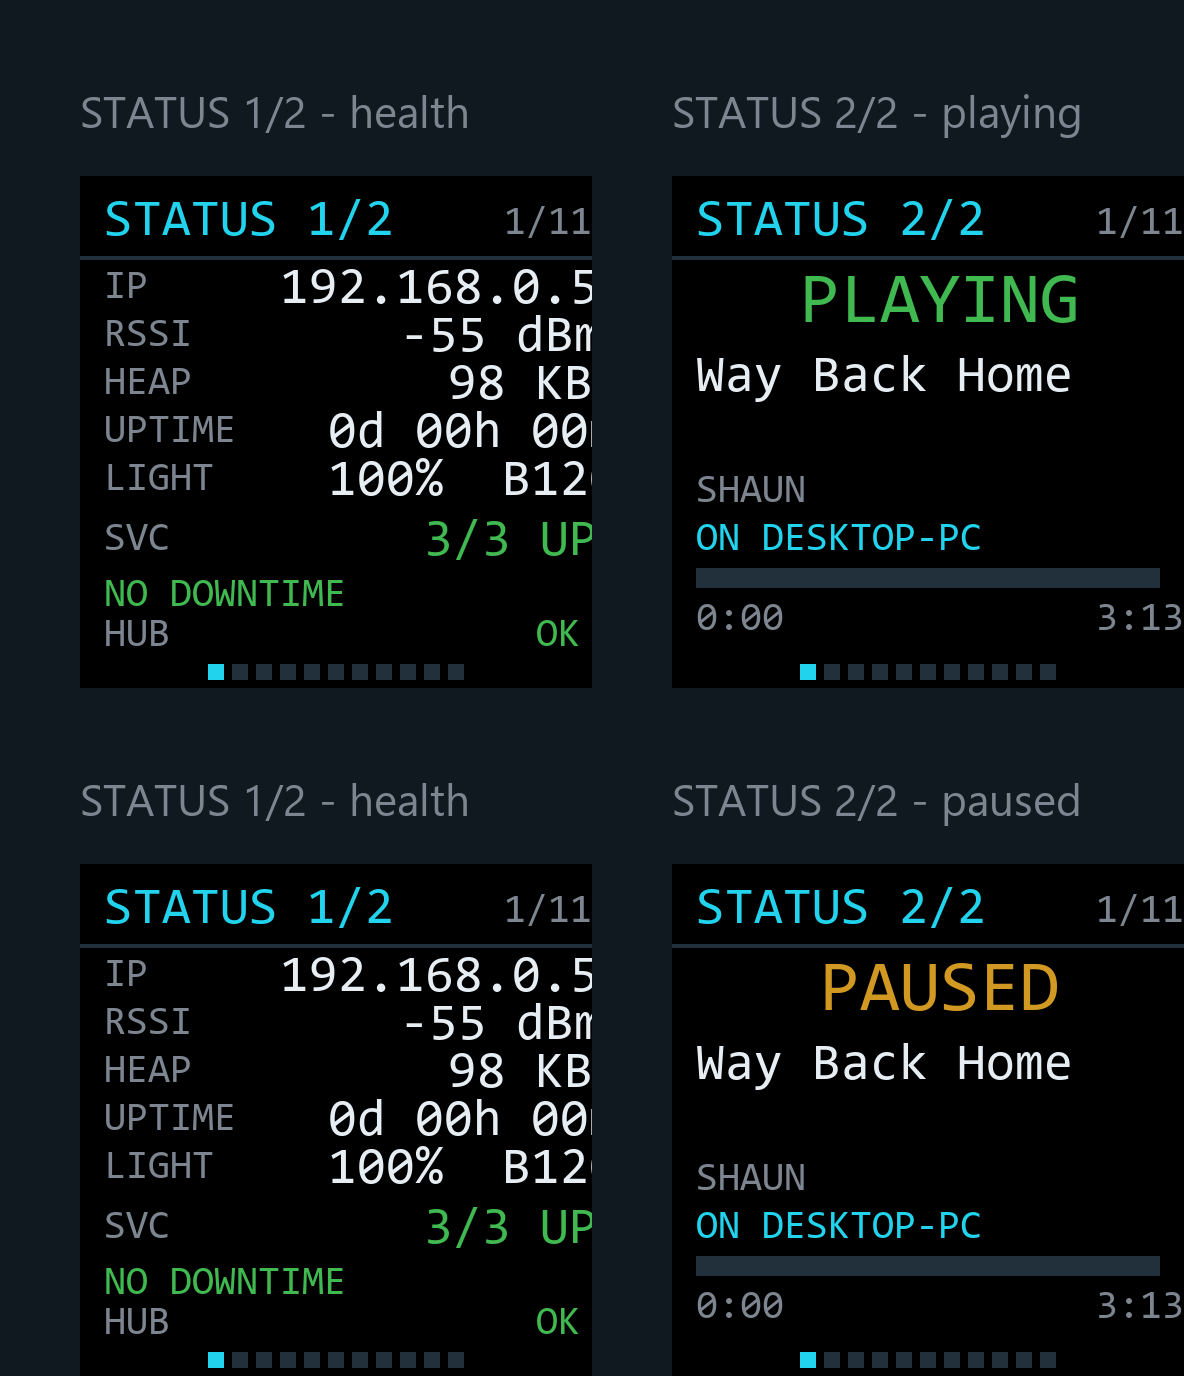 STATUS 1/2 - health
STATUS 1/2 1/11
IP 192.168.0.5
RSSI -55 dBm
HEAP 98 KB
UPTIME 0d 00h 00
LIGHT 100% B12
SVC 3/3 UP
NO DOWNTIME
HUB OK
STATUS 2/2 - playing
STATUS 2/2 1/11
PLAYING
Way Back Home
SHAUN
ON DESKTOP-PC
0:00 3:13
STATUS 1/2 - health
STATUS 1/2 1/11
IP 192.168.0.5
RSSI -55 dBm
HEAP 98 KB
UPTIME 0d 00h 00
LIGHT 100% B12
SVC 3/3 UP
NO DOWNTIME
HUB OK
STATUS 2/2 - paused
STATUS 2/2 1/11
PAUSED
Way Back Home
SHAUN
ON DESKTOP-PC
0:00 3:13